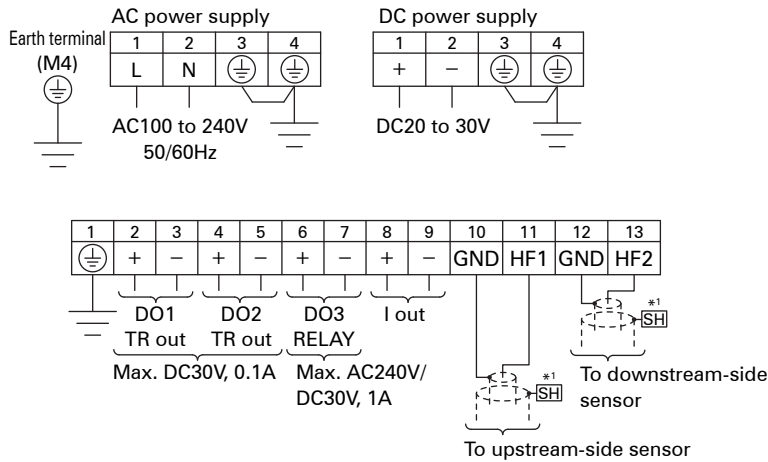 AC power supply
DC power supply
Earth terminal
(M4)
1 2 3 4
L N
1 2 3 4
+ −
AC100 to 240V
50/60Hz
DC20 to 30V
1 2 3 4 5 6 7 8 9 10 11 12 13
+ − + − + − + − GND HF1 GND HF2
DO1 DO2 DO3 I out
TR out TR out RELAY
Max. DC30V, 0.1A
Max. AC240V/
DC30V, 1A
*1
SH
To downstream-side
sensor
*1
SH
To upstream-side sensor